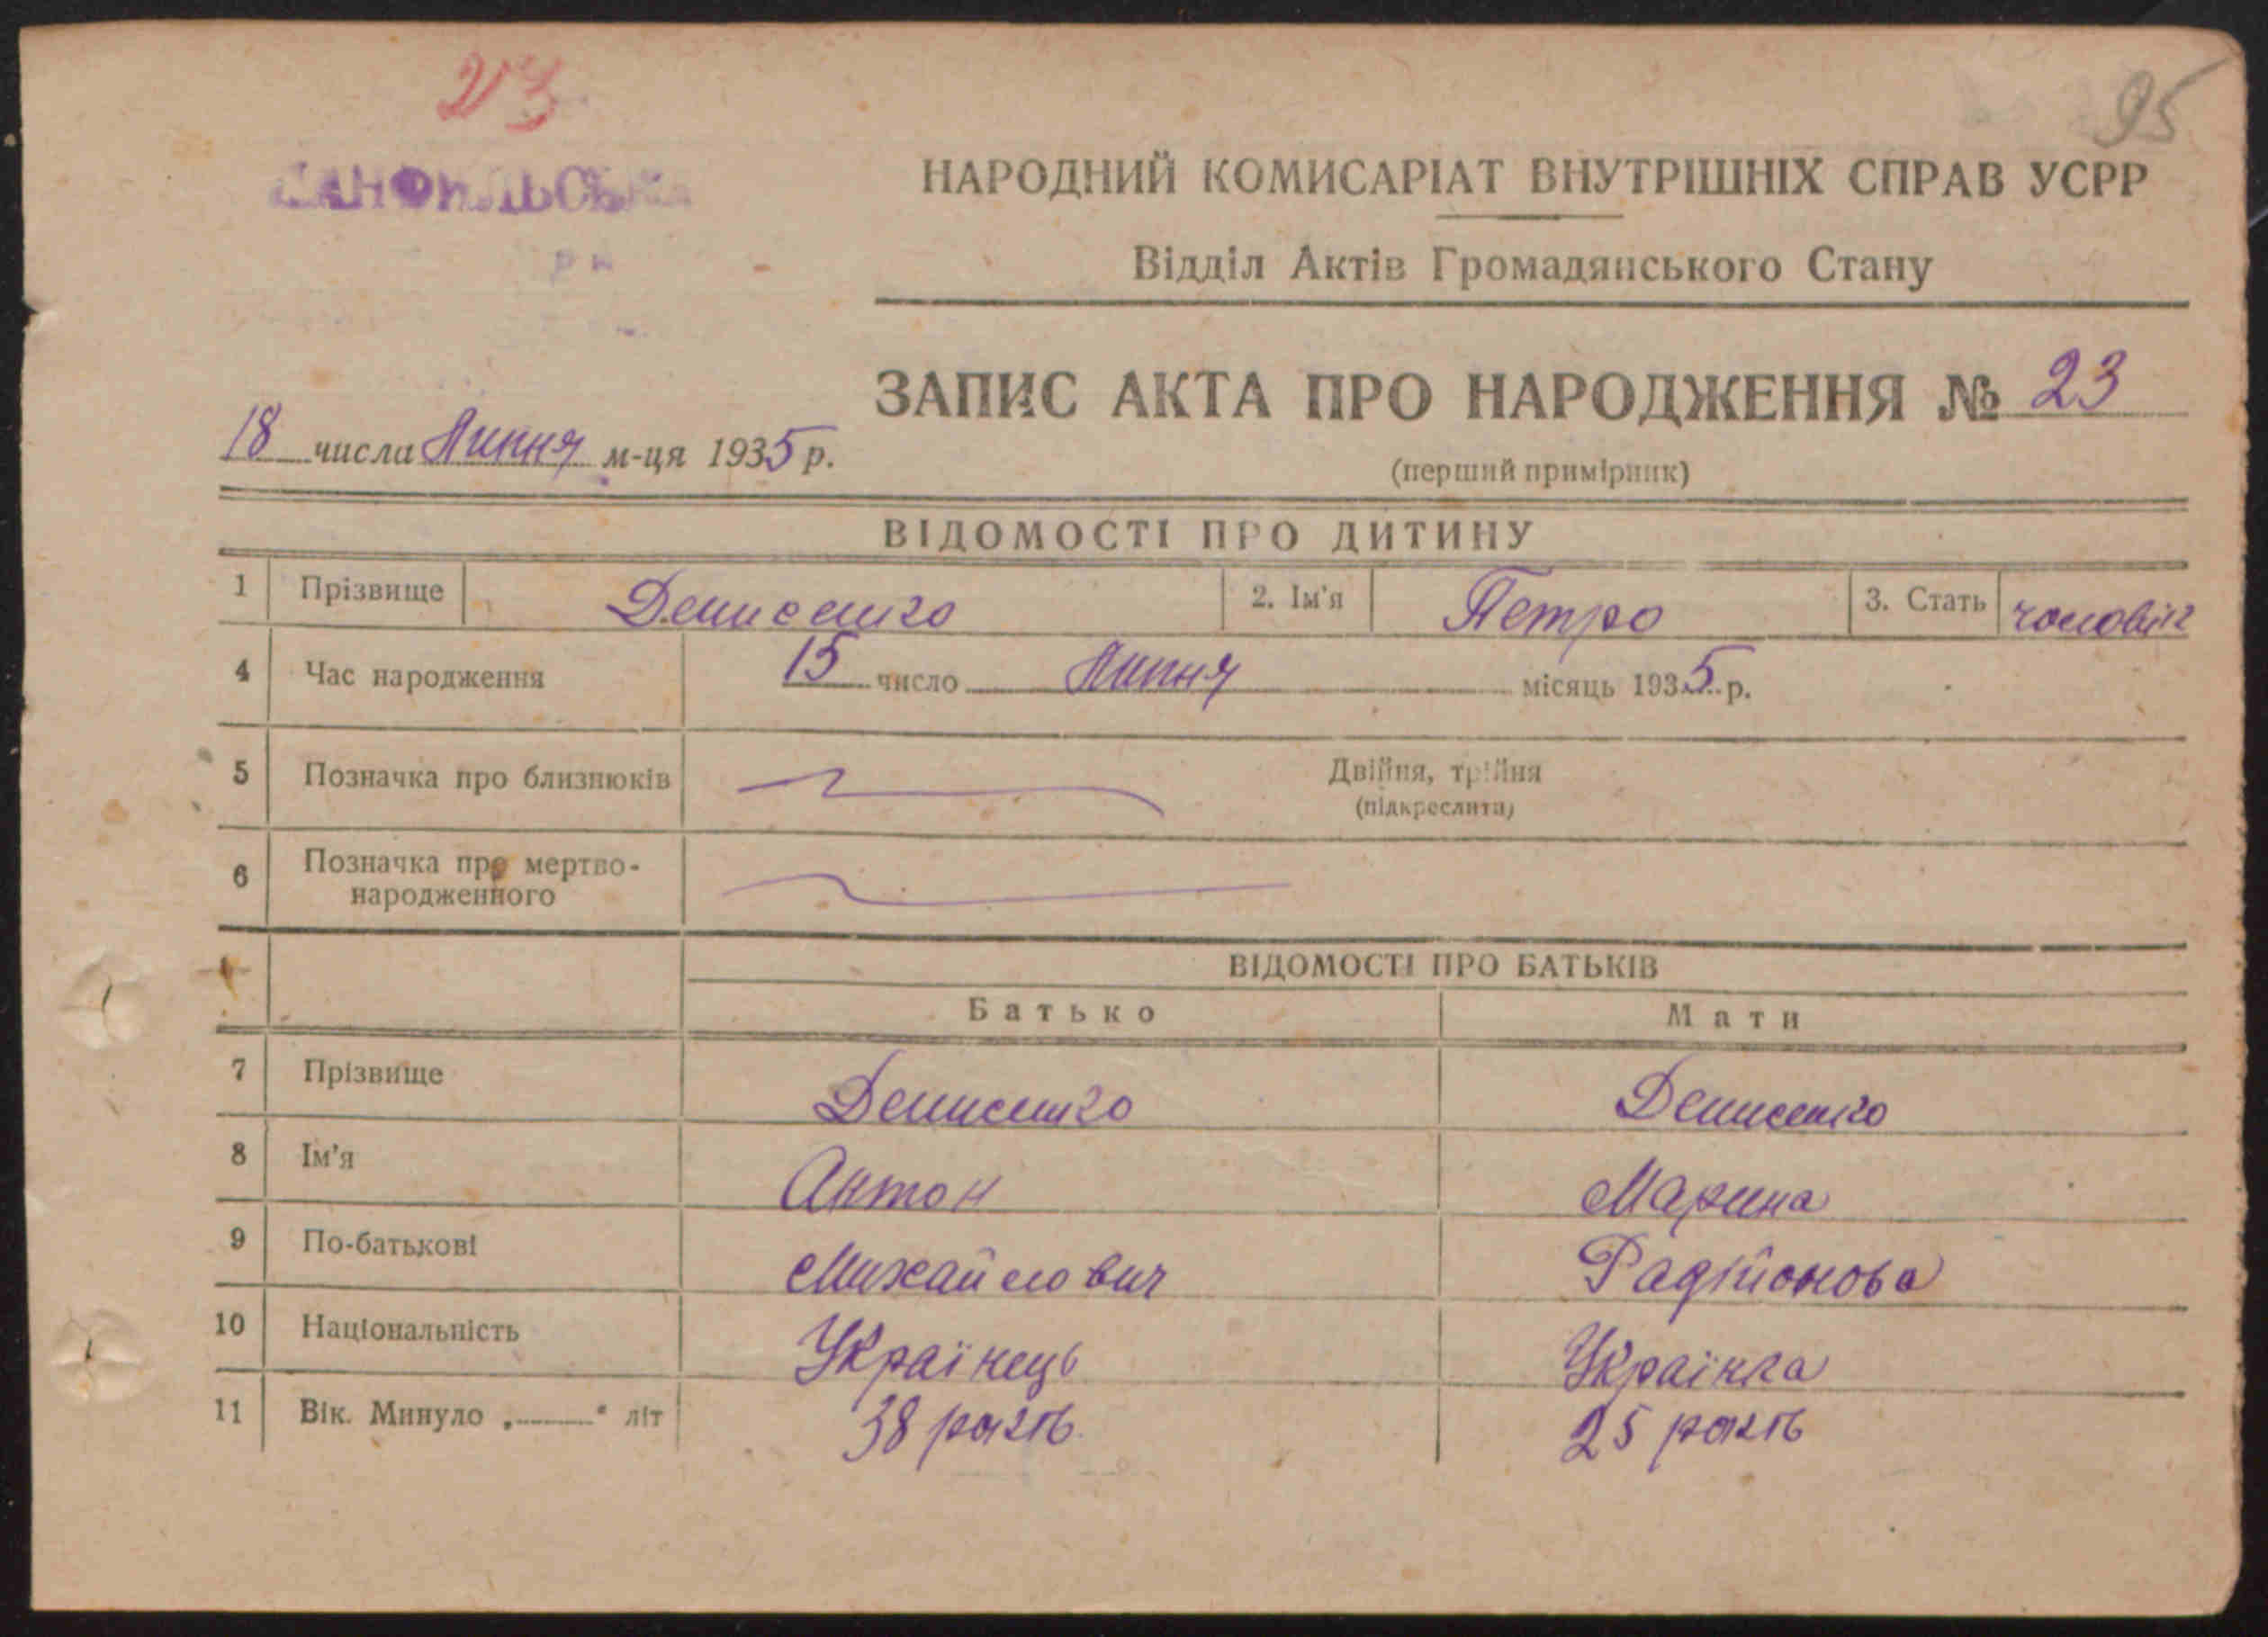 23
95
НАРОДНИЙ КОМИСАРІАТ ВНУТРІШНІХ СПРАВ УСРР
Відділ Актів Громадянського Стану
ЗАПИС АКТА ПРО НАРОДЖЕННЯ № 23
18 числа Липня м-ця 1935 р.
(перший примірник)
ВІДОМОСТІ ПРО ДИТИНУ
1 Прізвище Денисенко 2. Ім'я Петро 3. Стать чоловік
4 Час народження 15 число Липня місяць 1935 р.
5 Позначка про близнюків Двійня, трійня
(підкреслити)
6 Позначка про мертво-
народженного
ВІДОМОСТІ ПРО БАТЬКІВ
Батько Мати
7 Прізвище Денисенко Денисенко
8 Ім'я Антон Марина
9 По-батькові Михайлович Радійонова
10 Національність Українець Українка
11 Вік. Минуло „ “ літ 38 років 25 років